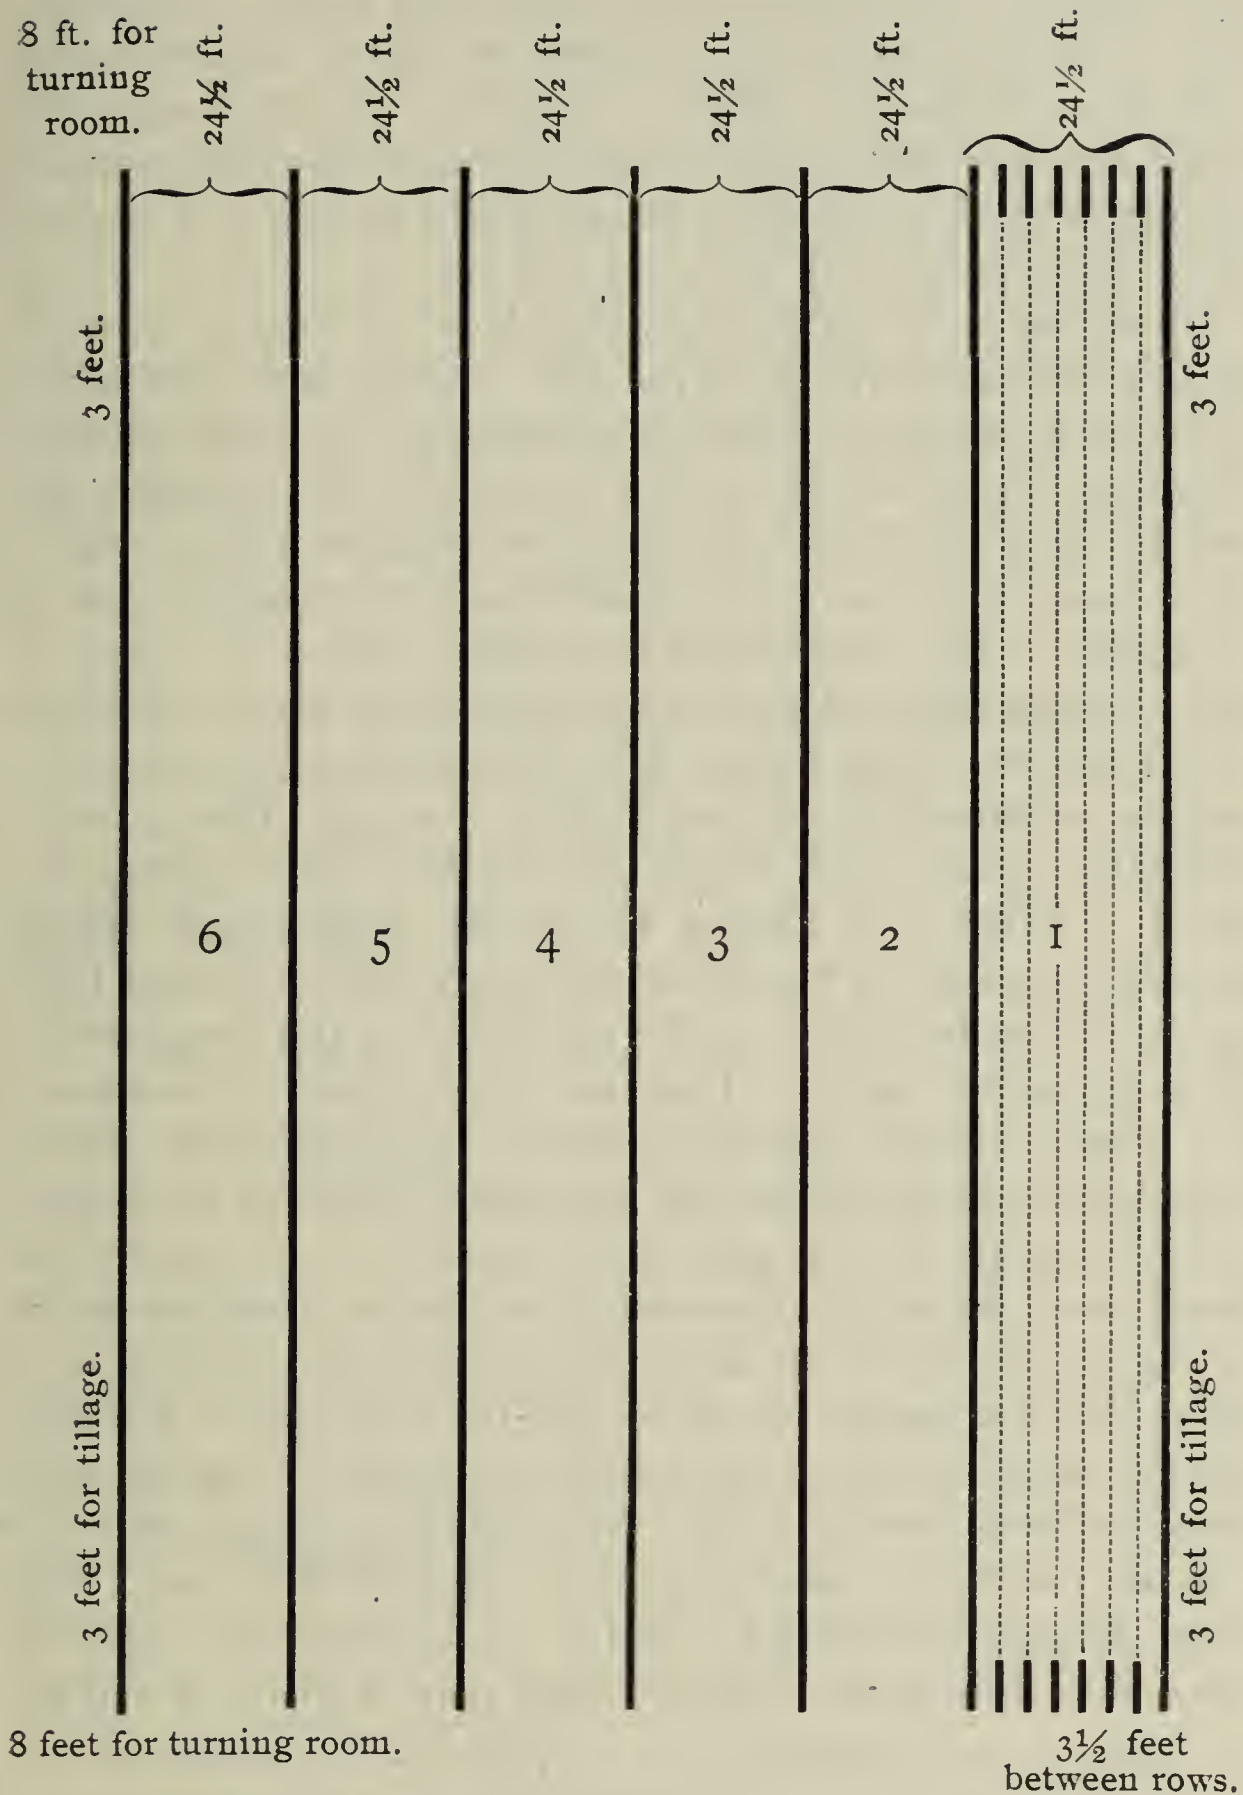 8 ft. for
turning
room.
24½ ft.
24½ ft.
24½ ft.
24½ ft.
24½ ft.
24½ ft.
3 feet.
3 feet.
6
5
4
3
2
I
3 feet for tillage.
3 feet for tillage.
8 feet for turning room.
3½ feet
between rows.